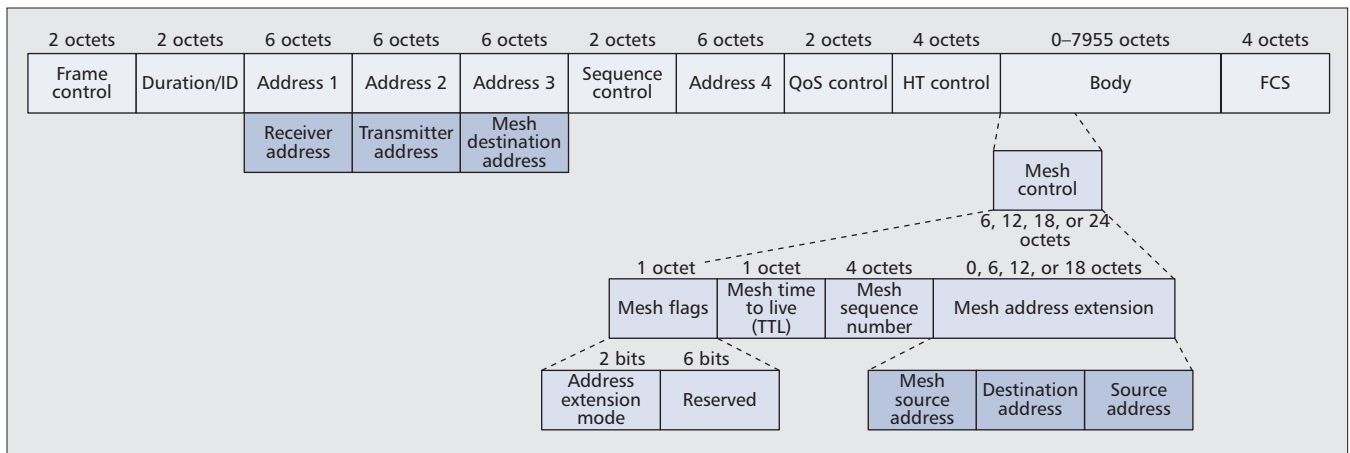 2 octets 2 octets 6 octets 6 octets 6 octets 2 octets 6 octets 2 octets 4 octets 0–7955 octets 4 octets
Frame control
Duration/ID
Address 1
Address 2
Address 3
Sequence control
Address 4
QoS control
HT control
Body
FCS
Receiver address
Transmitter address
Mesh destination address
Mesh control
6, 12, 18, or 24 octets
1 octet 1 octet 4 octets 0, 6, 12, or 18 octets
Mesh flags
Mesh time to live (TTL)
Mesh sequence number
Mesh address extension
2 bits 6 bits
Address extension mode
Reserved
Mesh source address
Destination address
Source address